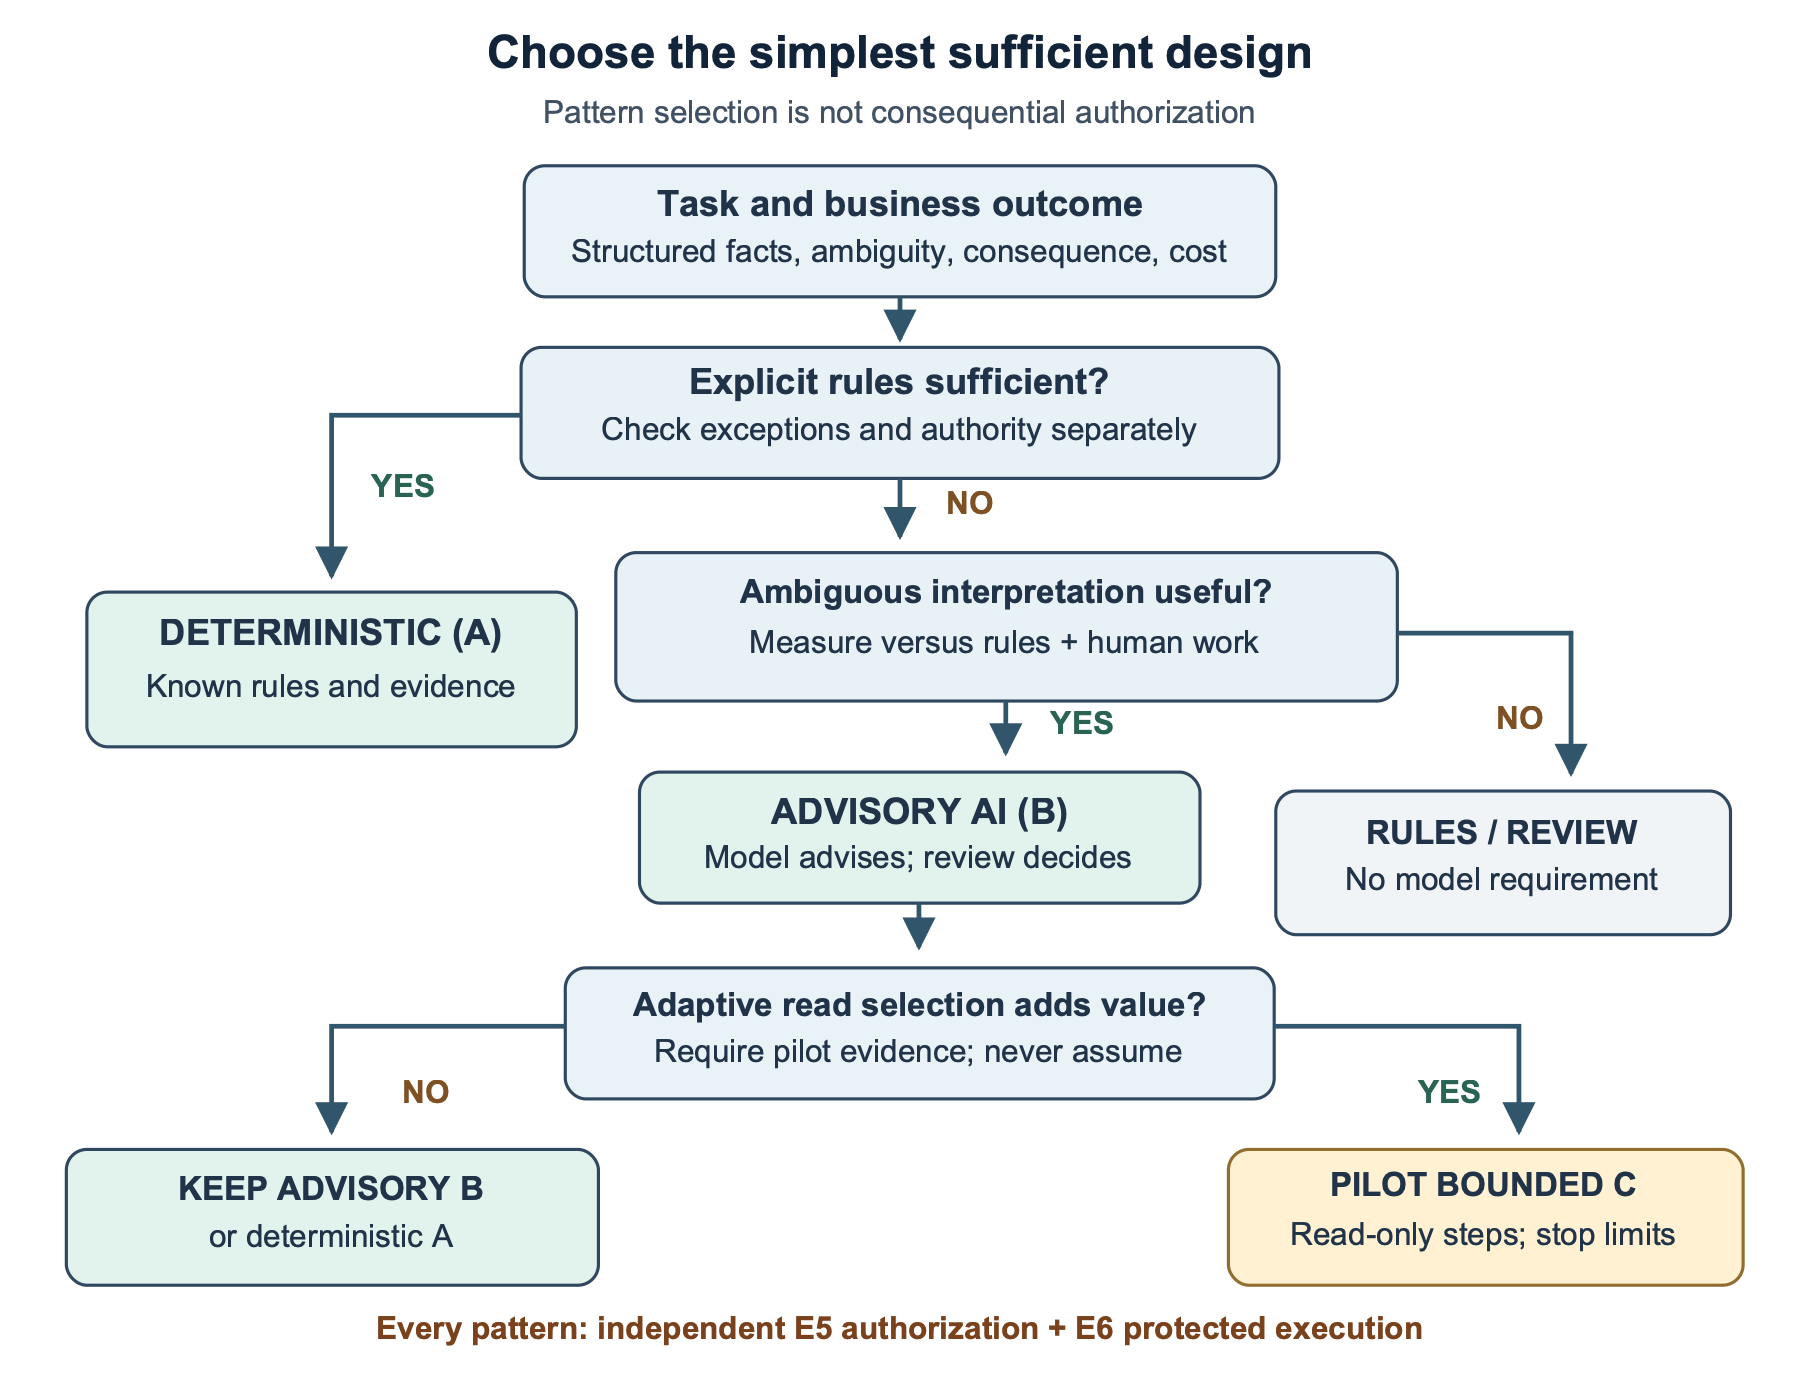 Choose the simplest sufficient design
Pattern selection is not consequential authorization
Task and business outcome
Structured facts, ambiguity, consequence, cost
Explicit rules sufficient?
Check exceptions and authority separately
YES
NO
DETERMINISTIC (A)
Known rules and evidence
Ambiguous interpretation useful?
Measure versus rules + human work
YES
NO
ADVISORY AI (B)
Model advises; review decides
RULES / REVIEW
No model requirement
Adaptive read selection adds value?
Require pilot evidence; never assume
NO
YES
KEEP ADVISORY B
or deterministic A
PILOT BOUNDED C
Read-only steps; stop limits
Every pattern: independent E5 authorization + E6 protected execution